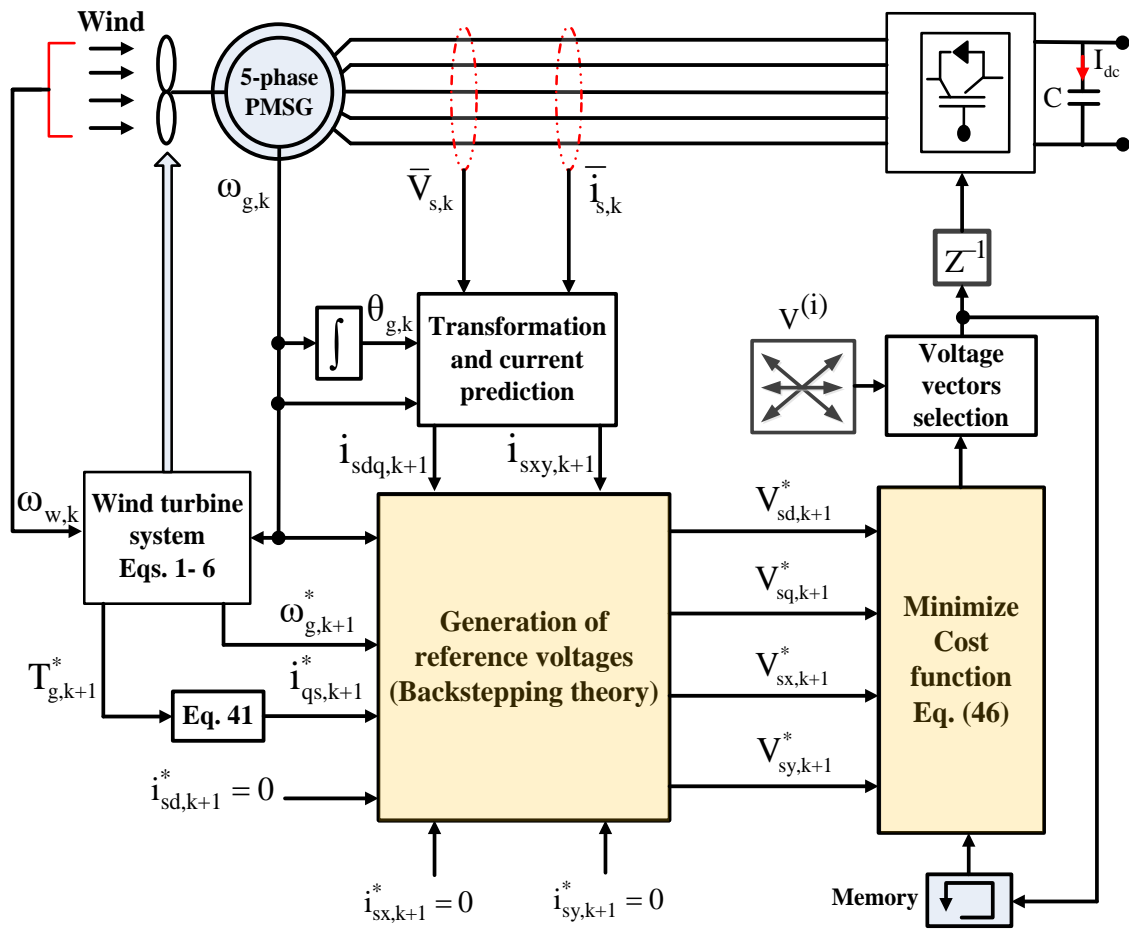 Wind
5-phase
PMSG
I_dc
C
ω_g,k
V̅_s,k
i̅_s,k
Z⁻¹
∫
θ_g,k
Transformation
and current
prediction
V^(i)
Voltage
vectors
selection
i_sdq,k+1
i_sxy,k+1
ω_w,k
Wind turbine
system
Eqs. 1- 6
ω*_g,k+1
T*_g,k+1
i*_qs,k+1
Eq. 41
i*_sd,k+1 = 0
Generation of
reference voltages
(Backstepping theory)
V*_sd,k+1
V*_sq,k+1
V*_sx,k+1
V*_sy,k+1
Minimize
Cost
function
Eq. (46)
i*_sx,k+1 = 0
i*_sy,k+1 = 0
Memory